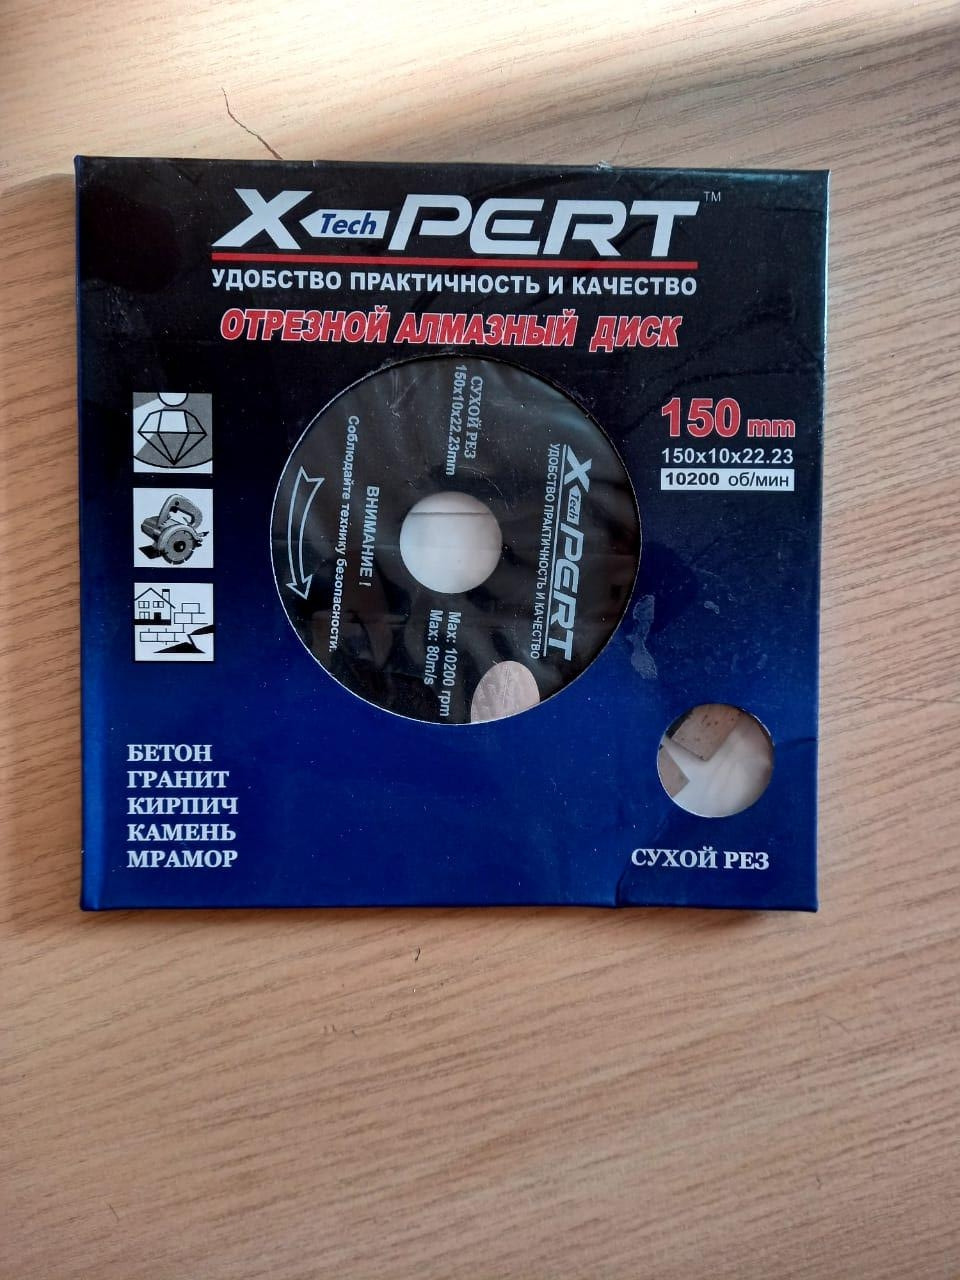 X Tech PERT™
УДОБСТВО ПРАКТИЧНОСТЬ И КАЧЕСТВО
ОТРЕЗНОЙ АЛМАЗНЫЙ ДИСК
150 mm
150x10x22.23
10200 об/мин
СУХОЙ РЕЗ
150x10x22.23mm
X Tech PERT
УДОБСТВО ПРАКТИЧНОСТЬ И КАЧЕСТВО
ВНИМАНИЕ !
Соблюдайте технику безопасности.
Max: 10200 rpm
Max: 80m/s
БЕТОН
ГРАНИТ
КИРПИЧ
КАМЕНЬ
МРАМОР
СУХОЙ РЕЗ